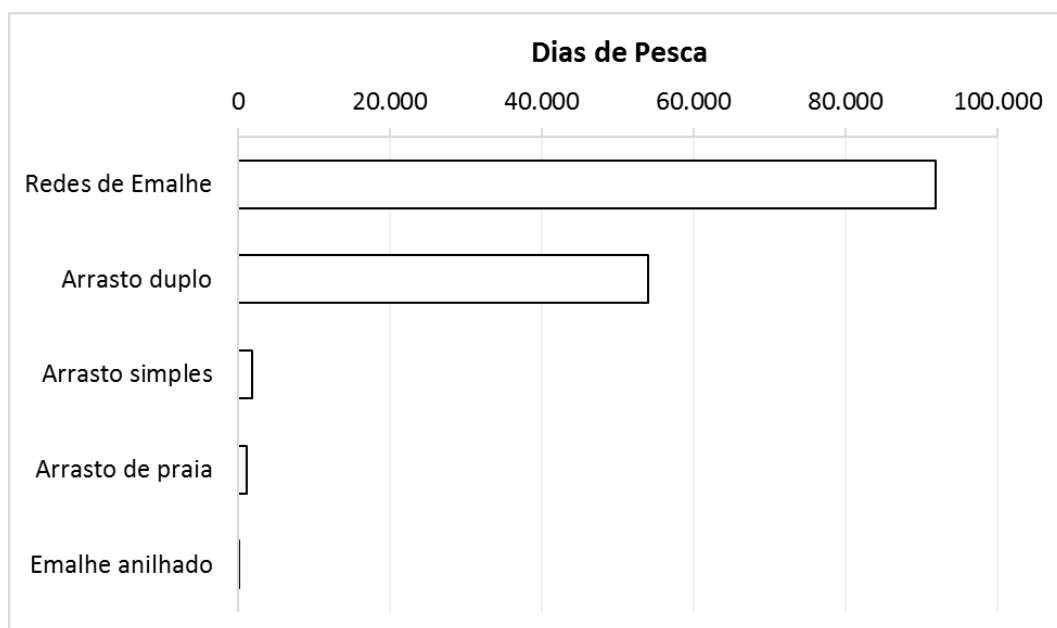 Dias de Pesca
0 20.000 40.000 60.000 80.000 100.000
Redes de Emalhe
Arrasto duplo
Arrasto simples
Arrasto de praia
Emalhe anilhado